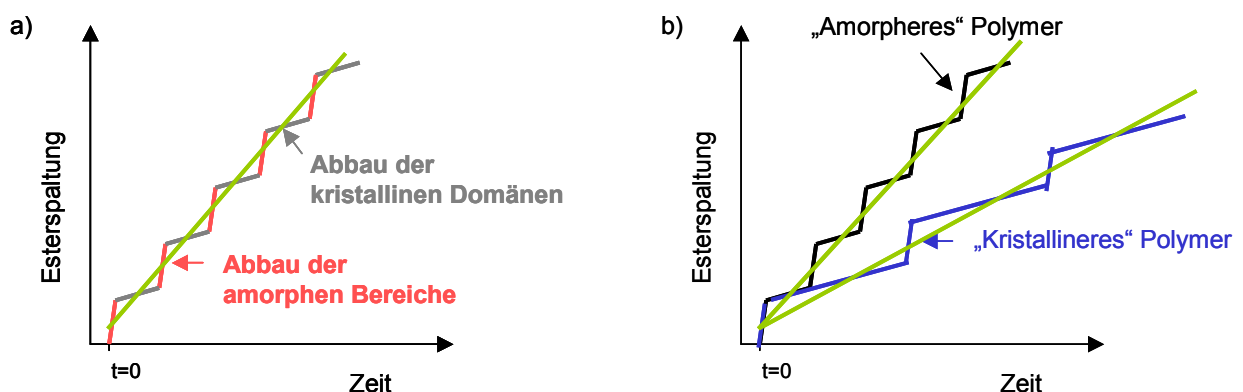 a)
Esterspaltung
Abbau der
kristallinen Domänen
Abbau der
amorphen Bereiche
t=0
Zeit
b)
„Amorpheres“ Polymer
Esterspaltung
„Kristallineres“ Polymer
t=0
Zeit